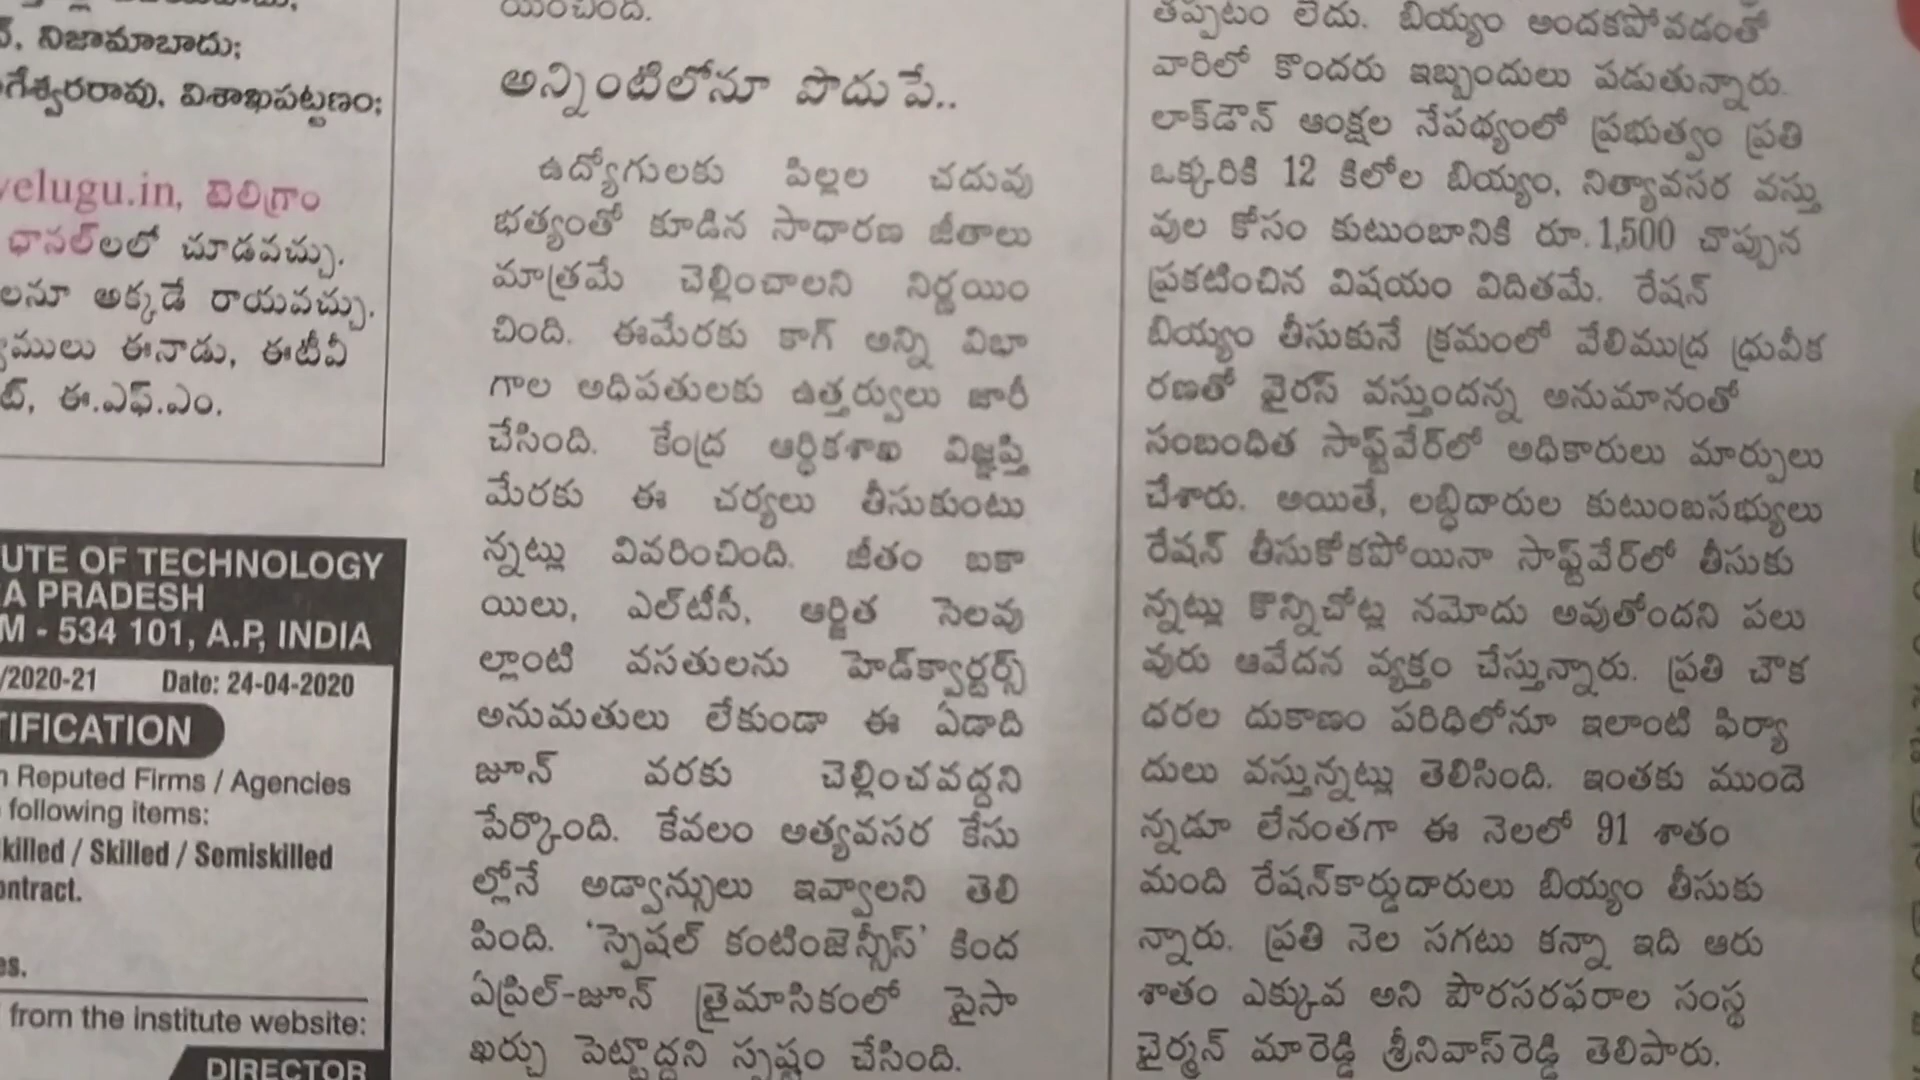 నిజామాబాదు;
విశాఖపట్టణం;
velugu.in, టెలిగ్రాం
ఛానల్‌లలో చూడవచ్చు.
అక్కడే రాయవచ్చు.
ఈనాడు, ఈటీవీ
ఈ.ఎఫ్.ఎం.
UTE OF TECHNOLOGY
A PRADESH
M - 534 101, A.P, INDIA
/2020-21 Date: 24-04-2020
TIFICATION
Reputed Firms / Agencies
following items:
killed / Skilled / Semiskilled
ontract.
es.
from the institute website:
DIRECTOR
యించింది.
అన్నింటిలోనూ పొదుపే..
ఉద్యోగులకు పిల్లల చదువు
భత్యంతో కూడిన సాధారణ జీతాలు
మాత్రమే చెల్లించాలని నిర్ణయిం
చింది. ఈమేరకు కాగ్ అన్ని విభా
గాల అధిపతులకు ఉత్తర్వులు జారీ
చేసింది. కేంద్ర ఆర్థికశాఖ విజ్ఞప్తి
మేరకు ఈ చర్యలు తీసుకుంటు
న్నట్లు వివరించింది. జీతం బకా
యిలు, ఎల్‌టీసీ, ఆర్జిత సెలవు
ల్లాంటి వసతులను హెడ్‌క్వార్టర్స్
అనుమతులు లేకుండా ఈ ఏడాది
జూన్ వరకు చెల్లించవద్దని
పేర్కొంది. కేవలం అత్యవసర కేసు
ల్లోనే అడ్వాన్సులు ఇవ్వాలని తెలి
పింది. ‘స్పెషల్ కంటింజెన్సీస్’ కింద
ఏప్రిల్-జూన్ త్రైమాసికంలో పైసా
ఖర్చు పెట్టొద్దని స్పష్టం చేసింది.
తప్పటం లేదు. బియ్యం అందకపోవడంతో
వారిలో కొందరు ఇబ్బందులు పడుతున్నారు.
లాక్‌డౌన్ ఆంక్షల నేపథ్యంలో ప్రభుత్వం ప్రతి
ఒక్కరికి 12 కిలోల బియ్యం, నిత్యావసర వస్తు
వుల కోసం కుటుంబానికి రూ.1,500 చొప్పున
ప్రకటించిన విషయం విదితమే. రేషన్
బియ్యం తీసుకునే క్రమంలో వేలిముద్ర ధ్రువీక
రణతో వైరస్ వస్తుందన్న అనుమానంతో
సంబంధిత సాఫ్ట్‌వేర్‌లో అధికారులు మార్పులు
చేశారు. అయితే, లబ్ధిదారుల కుటుంబసభ్యులు
రేషన్ తీసుకోకపోయినా సాఫ్ట్‌వేర్‌లో తీసుకు
న్నట్లు కొన్నిచోట్ల నమోదు అవుతోందని పలు
వురు ఆవేదన వ్యక్తం చేస్తున్నారు. ప్రతి చౌక
ధరల దుకాణం పరిధిలోనూ ఇలాంటి ఫిర్యా
దులు వస్తున్నట్లు తెలిసింది. ఇంతకు ముందె
న్నడూ లేనంతగా ఈ నెలలో 91 శాతం
మంది రేషన్‌కార్డుదారులు బియ్యం తీసుకు
న్నారు. ప్రతి నెల సగటు కన్నా ఇది ఆరు
శాతం ఎక్కువ అని పౌరసరఫరాల సంస్థ
ఛైర్మన్ మారెడ్డి శ్రీనివాస్‌రెడ్డి తెలిపారు.